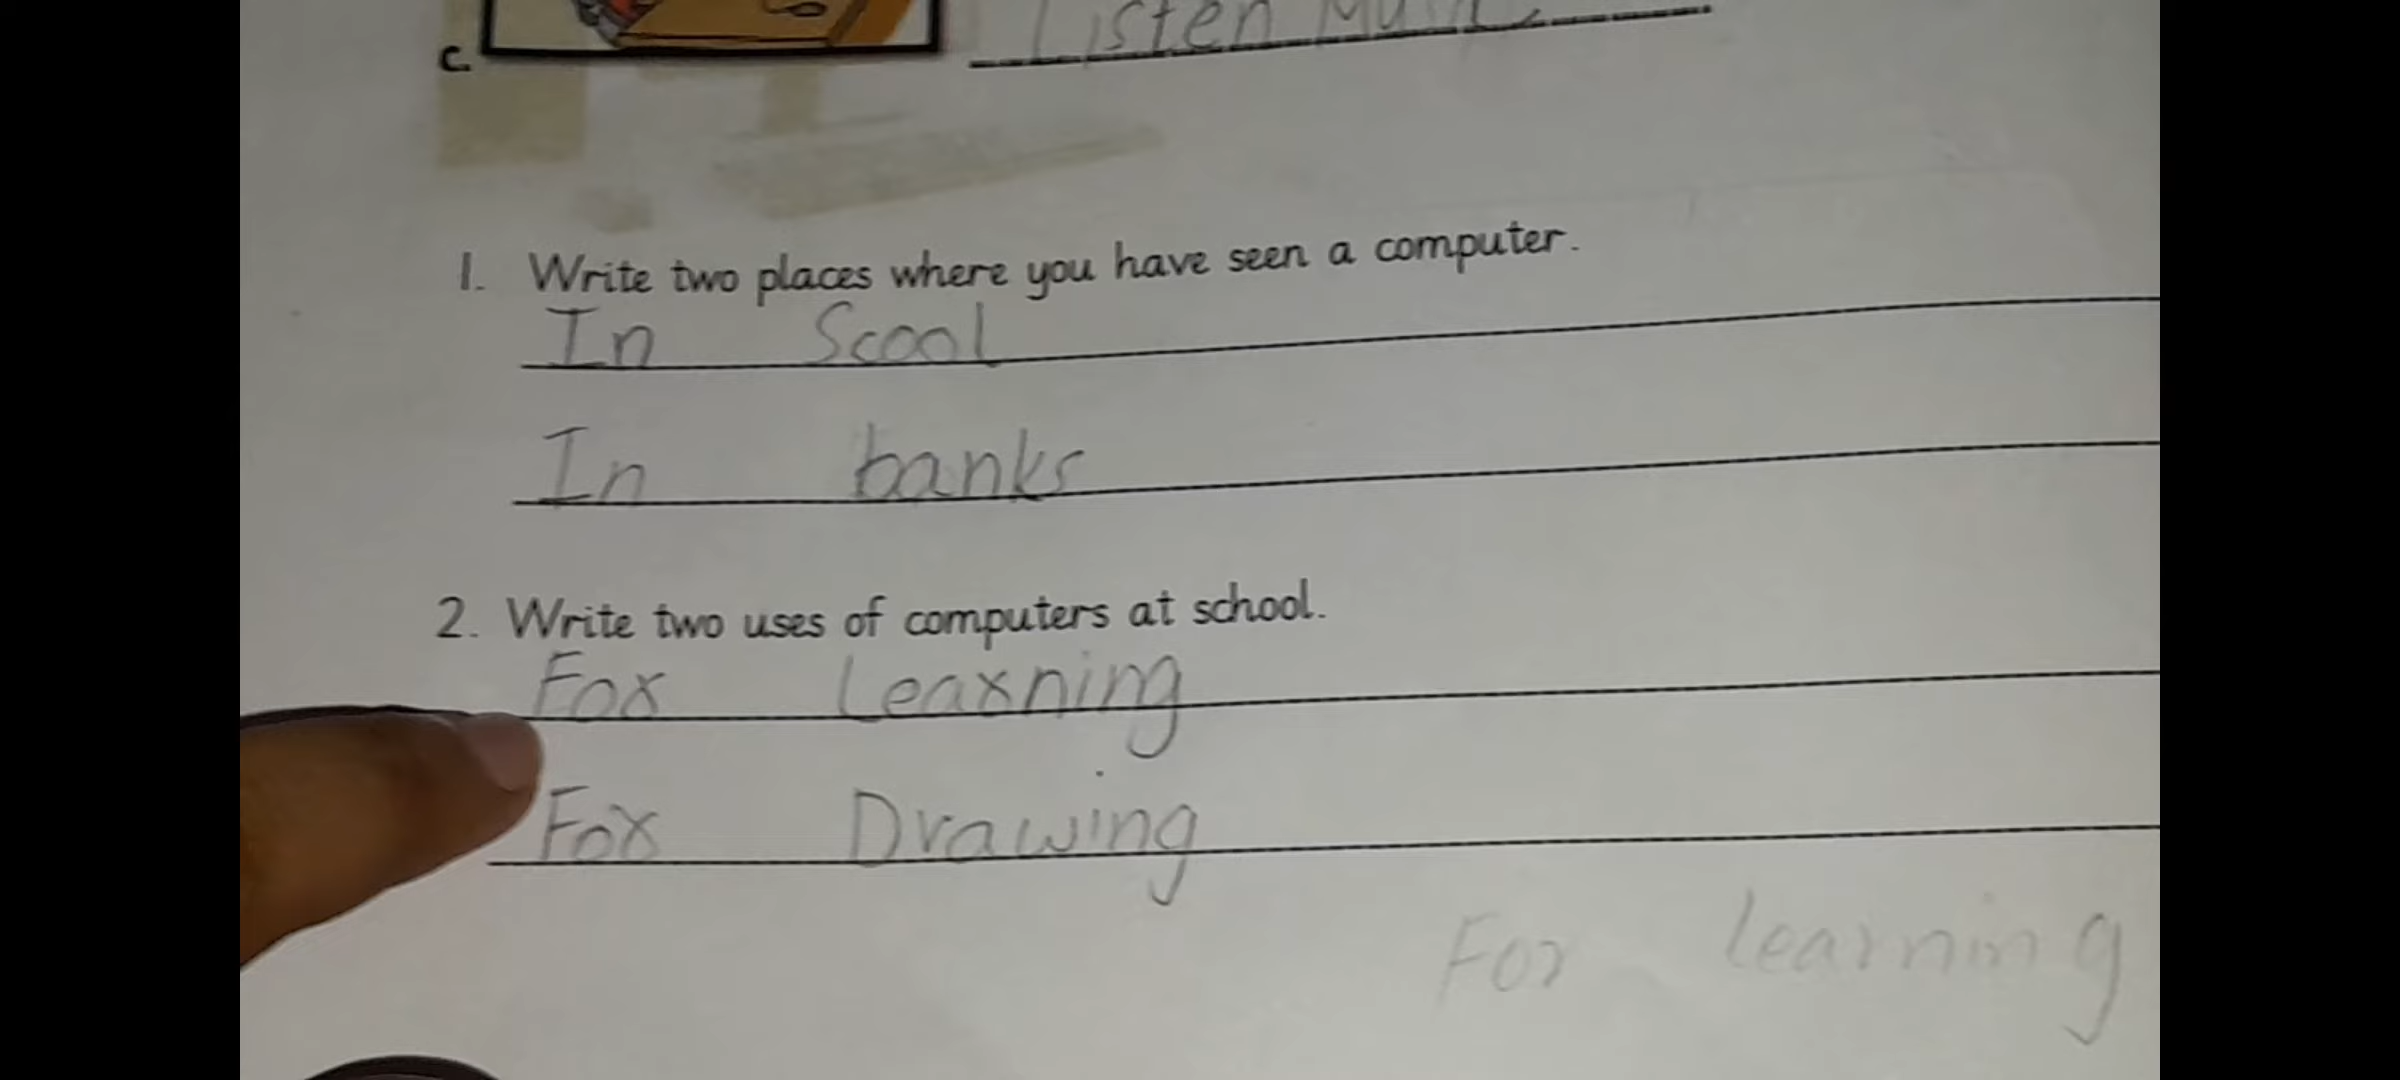 c. Listen Music
1. Write two places where you have seen a computer.
In Scool
In banks
2. Write two uses of computers at school.
Fox Leaxning
Fox Drawing
For learning